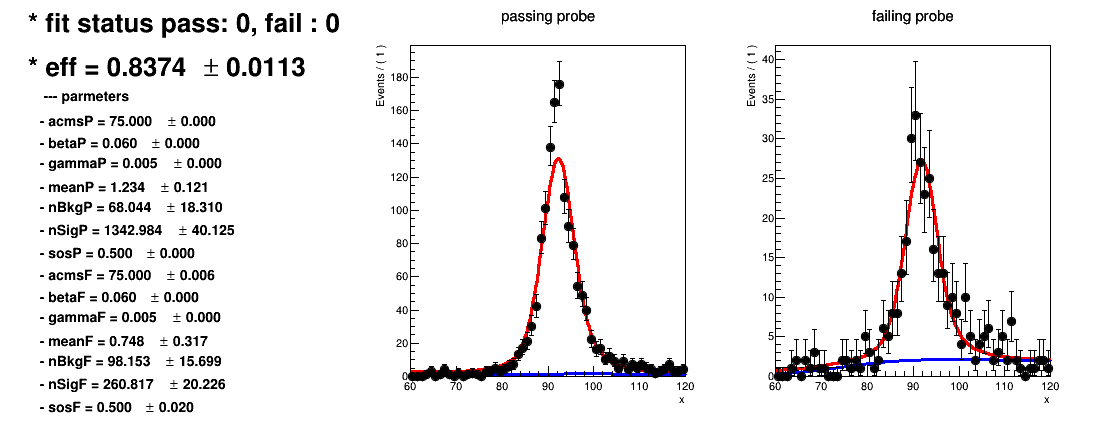 * fit status pass: 0, fail : 0
* eff = 0.8374 ± 0.0113
--- parmeters
- acmsP = 75.000 ± 0.000
- betaP = 0.060 ± 0.000
- gammaP = 0.005 ± 0.000
- meanP = 1.234 ± 0.121
- nBkgP = 68.044 ± 18.310
- nSigP = 1342.984 ± 40.125
- sosP = 0.500 ± 0.000
- acmsF = 75.000 ± 0.006
- betaF = 0.060 ± 0.000
- gammaF = 0.005 ± 0.000
- meanF = 0.748 ± 0.317
- nBkgF = 98.153 ± 15.699
- nSigF = 260.817 ± 20.226
- sosF = 0.500 ± 0.020
passing probe
Events / ( 1 )
180
160
140
120
100
80
60
40
20
0
60 70 80 90 100 110 120
x
failing probe
Events / ( 1 )
40
35
30
25
20
15
10
5
0
60 70 80 90 100 110 120
x